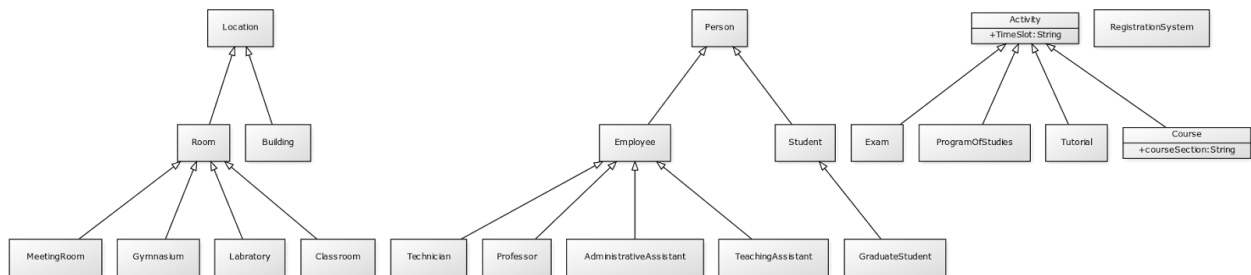 Location
Person
Activity
+TimeSlot: String
RegistrationSystem
Room
Building
Employee
Student
Exam
ProgramOfStudies
Tutorial
Course
+courseSection: String
MeetingRoom
Gymnasium
Labratory
Classroom
Technician
Professor
AdministrativeAssistant
TeachingAssistant
GraduateStudent